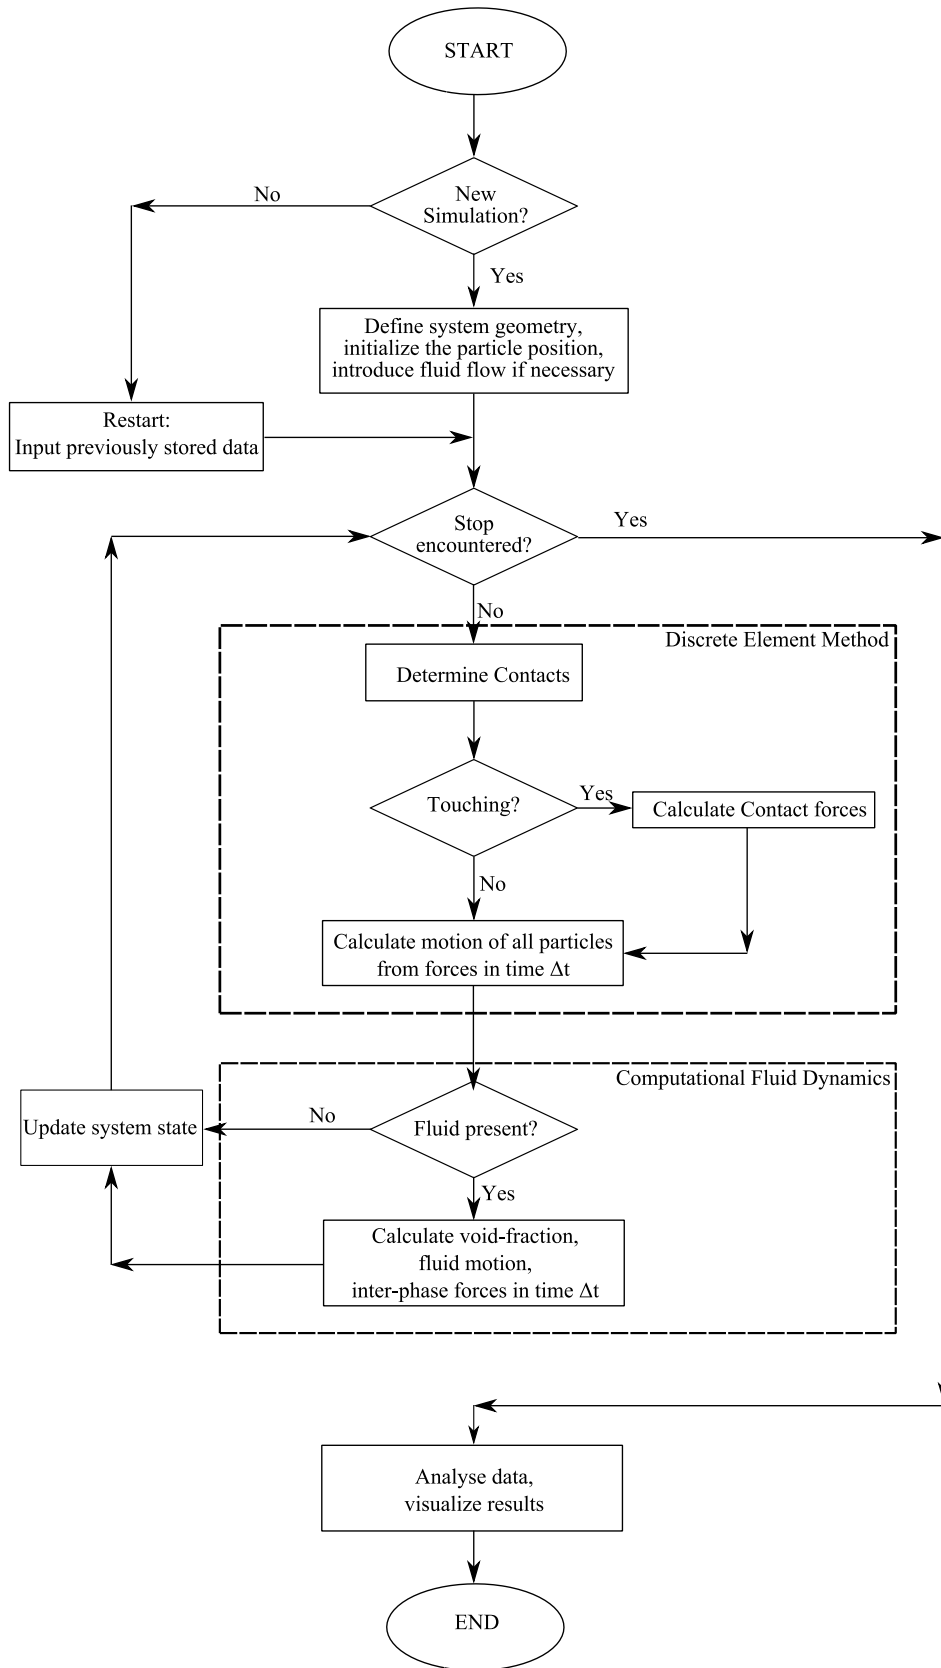 START
New
Simulation?
No
Yes
Define system geometry,
initialize the particle position,
introduce fluid flow if necessary
Restart:
Input previously stored data
Stop
encountered?
Yes
No
Discrete Element Method
Determine Contacts
Touching?
Yes
Calculate Contact forces
No
Calculate motion of all particles
from forces in time Δt
Computational Fluid Dynamics
Fluid present?
No
Update system state
Yes
Calculate void-fraction,
fluid motion,
inter-phase forces in time Δt
Analyse data,
visualize results
END